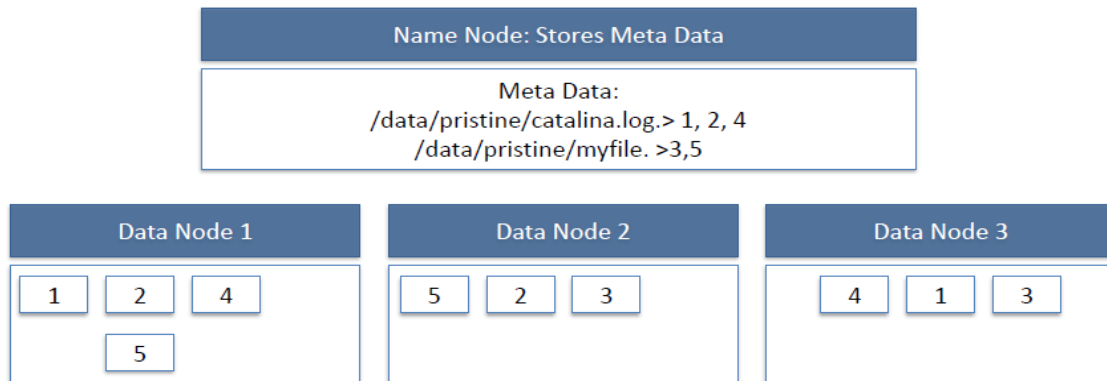 Name Node: Stores Meta Data
Meta Data:
/data/pristine/catalina.log.> 1, 2, 4
/data/pristine/myfile. >3,5
Data Node 1
Data Node 2
Data Node 3
1 2 4
5
5 2 3
4 1 3